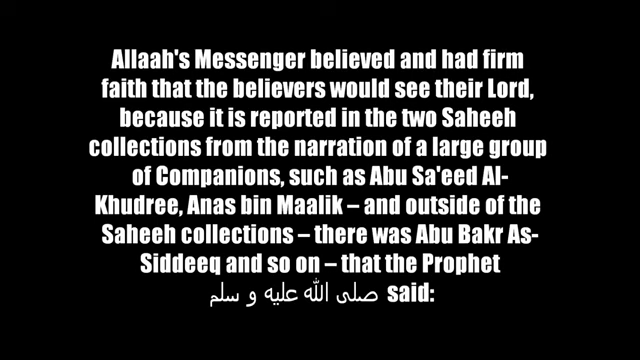 Allaah's Messenger believed and had firm
faith that the believers would see their Lord,
because it is reported in the two Saheeh
collections from the narration of a large group
of Companions, such as Abu Sa'eed Al-
Khudree, Anas bin Maalik – and outside of the
Saheeh collections – there was Abu Bakr As-
Siddeeq and so on – that the Prophet
صلى الله عليه و سلم said: